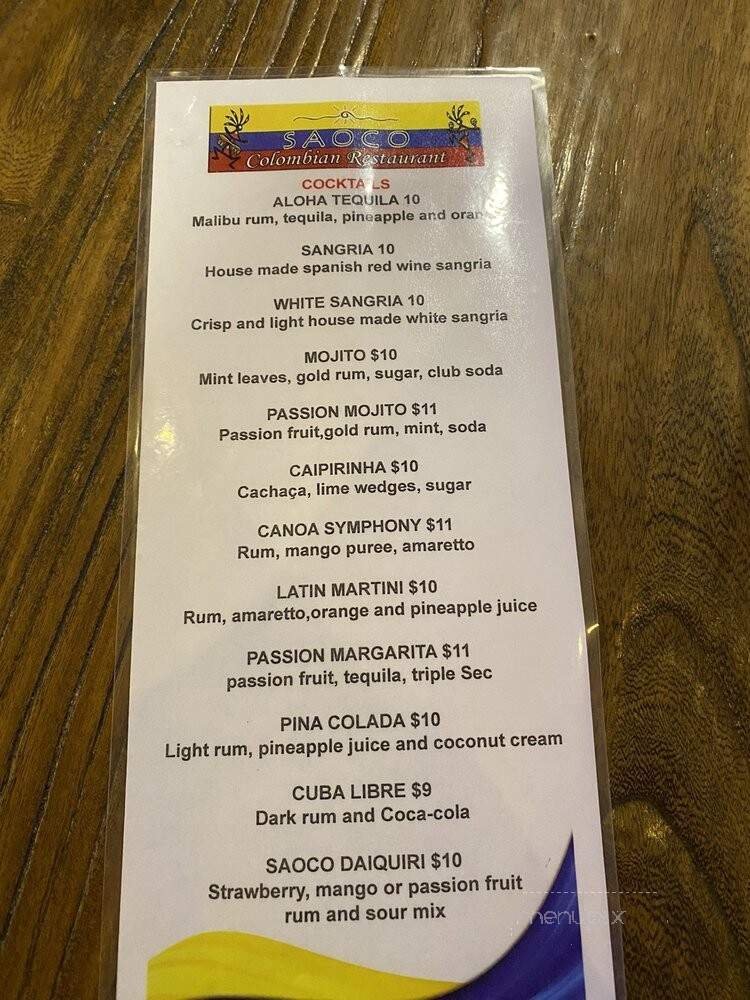 SAOCO
Colombian Restaurant
COCKTAILS
ALOHA TEQUILA 10
Malibu rum, tequila, pineapple and
SANGRIA 10
House made spanish red wine sangria
WHITE SANGRIA 10
Crisp and light house made white sangria
MOJITO $10
Mint leaves, gold rum, sugar, club soda
PASSION MOJITO $11
Passion fruit,gold rum, mint, soda
CAIPIRINHA $10
Cachaça, lime wedges, sugar
CANOA SYMPHONY $11
Rum, mango puree, amaretto
LATIN MARTINI $10
Rum, amaretto,orange and pineapple juice
PASSION MARGARITA $11
passion fruit, tequila, triple Sec
PINA COLADA $10
Light rum, pineapple juice and coconut cream
CUBA LIBRE $9
Dark rum and Coca-cola
SAOCO DAIQUIRI $10
Strawberry, mango or passion fruit
rum and sour mix